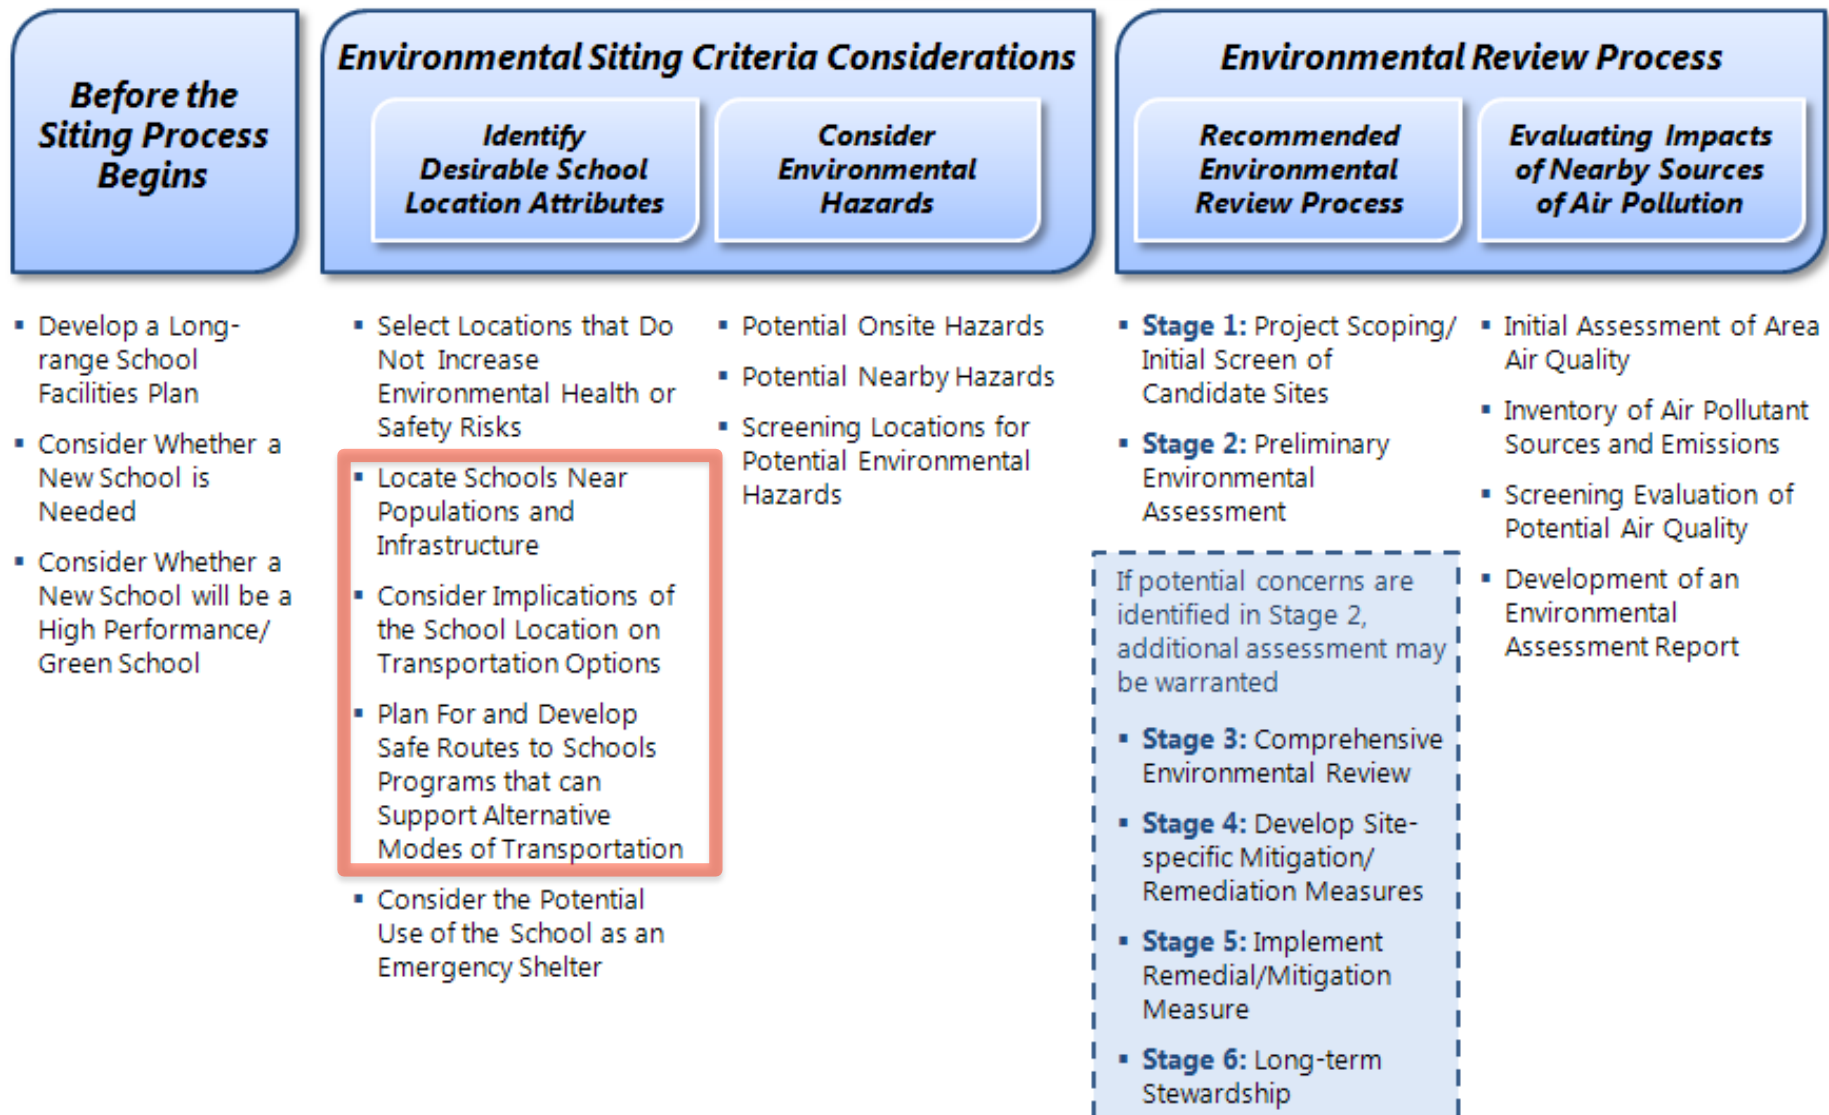 Before the
Siting Process
Begins
▪ Develop a Long-
range School
Facilities Plan
▪ Consider Whether a
New School is
Needed
▪ Consider Whether a
New School will be a
High Performance/
Green School
Environmental Siting Criteria Considerations
Identify
Desirable School
Location Attributes
▪ Select Locations that Do
Not Increase
Environmental Health or
Safety Risks
▪ Locate Schools Near
Populations and
Infrastructure
▪ Consider Implications of
the School Location on
Transportation Options
▪ Plan For and Develop
Safe Routes to Schools
Programs that can
Support Alternative
Modes of Transportation
▪ Consider the Potential
Use of the School as an
Emergency Shelter
Consider
Environmental
Hazards
▪ Potential Onsite Hazards
▪ Potential Nearby Hazards
▪ Screening Locations for
Potential Environmental
Hazards
Environmental Review Process
Recommended
Environmental
Review Process
▪ Stage 1: Project Scoping/
Initial Screen of
Candidate Sites
▪ Stage 2: Preliminary
Environmental
Assessment
If potential concerns are
identified in Stage 2,
additional assessment may
be warranted
▪ Stage 3: Comprehensive
Environmental Review
▪ Stage 4: Develop Site-
specific Mitigation/
Remediation Measures
▪ Stage 5: Implement
Remedial/Mitigation
Measure
▪ Stage 6: Long-term
Stewardship
Evaluating Impacts
of Nearby Sources
of Air Pollution
▪ Initial Assessment of Area
Air Quality
▪ Inventory of Air Pollutant
Sources and Emissions
▪ Screening Evaluation of
Potential Air Quality
▪ Development of an
Environmental
Assessment Report